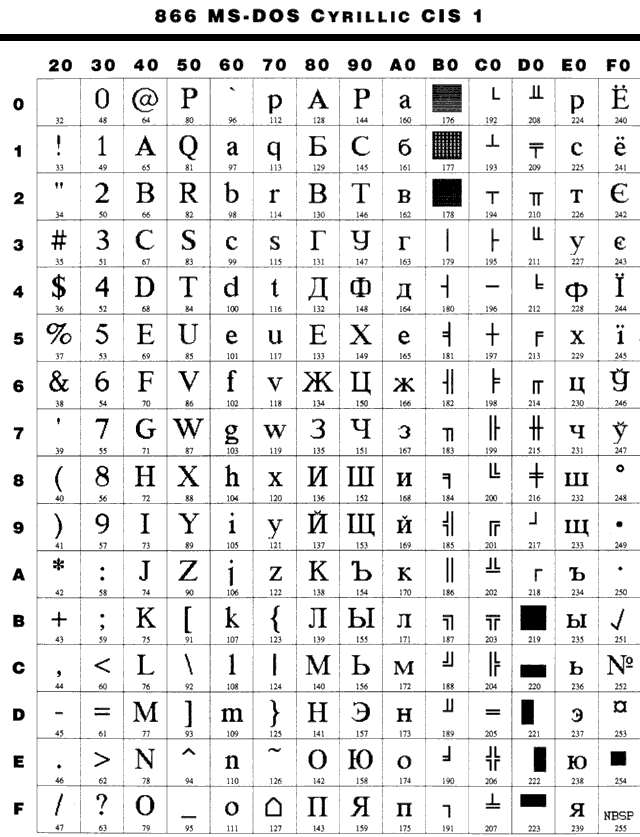 866 MS-DOS CYRILLIC CIS 1
20 30 40 50 60 70 80 90 A0 B0 C0 D0 E0 F0
0 0 @ P ` p А Р а ░ └ ╨ р Ё
32 48 64 80 96 112 128 144 160 176 192 208 224 240
1 ! 1 A Q a q Б С б ▒ ┴ ╤ с ё
33 49 65 81 97 113 129 145 161 177 193 209 225 241
2 " 2 B R b r В Т в ▓ ┬ ╥ т Є
34 50 66 82 98 114 130 146 162 178 194 210 226 242
3 # 3 C S c s Г У г │ ├ ╙ у є
35 51 67 83 99 115 131 147 163 179 195 211 227 243
4 $ 4 D T d t Д Ф д ┤ ─ ╘ ф Ї
36 52 68 84 100 116 132 148 164 180 196 212 228 244
5 % 5 E U e u Е Х е ╡ ┼ ╒ х ї
37 53 69 85 101 117 133 149 165 181 197 213 229 245
6 & 6 F V f v Ж Ц ж ╢ ╞ ╓ ц Ў
38 54 70 86 102 118 134 150 166 182 198 214 230 246
7 ' 7 G W g w З Ч з ╖ ╟ ╫ ч ў
39 55 71 87 103 119 135 151 167 183 199 215 231 247
8 ( 8 H X h x И Ш и ╕ ╚ ╪ ш °
40 56 72 88 104 120 136 152 168 184 200 216 232 248
9 ) 9 I Y i y Й Щ й ╣ ╔ ┘ щ •
41 57 73 89 105 121 137 153 169 185 201 217 233 249
A * : J Z j z К Ъ к ║ ╩ ┌ ъ ·
42 58 74 90 106 122 138 154 170 186 202 218 234 250
B + ; K [ k { Л Ы л ╗ ╦ █ ы √
43 59 75 91 107 123 139 155 171 187 203 219 235 251
C , < L \ l | М Ь м ╝ ╠ ▄ ь №
44 60 76 92 108 124 140 156 172 188 204 220 236 252
D - = M ] m } Н Э н ╜ ═ ▌ э ¤
45 61 77 93 109 125 141 157 173 189 205 221 237 253
E . > N ^ n ~ О Ю о ╛ ╬ ▐ ю ■
46 62 78 94 110 126 142 158 174 190 206 222 238 254
F / ? O _ o ⌂ П Я п ┐ ╧ ▀ я NBSP
47 63 79 95 111 127 143 159 175 191 207 223 239 255